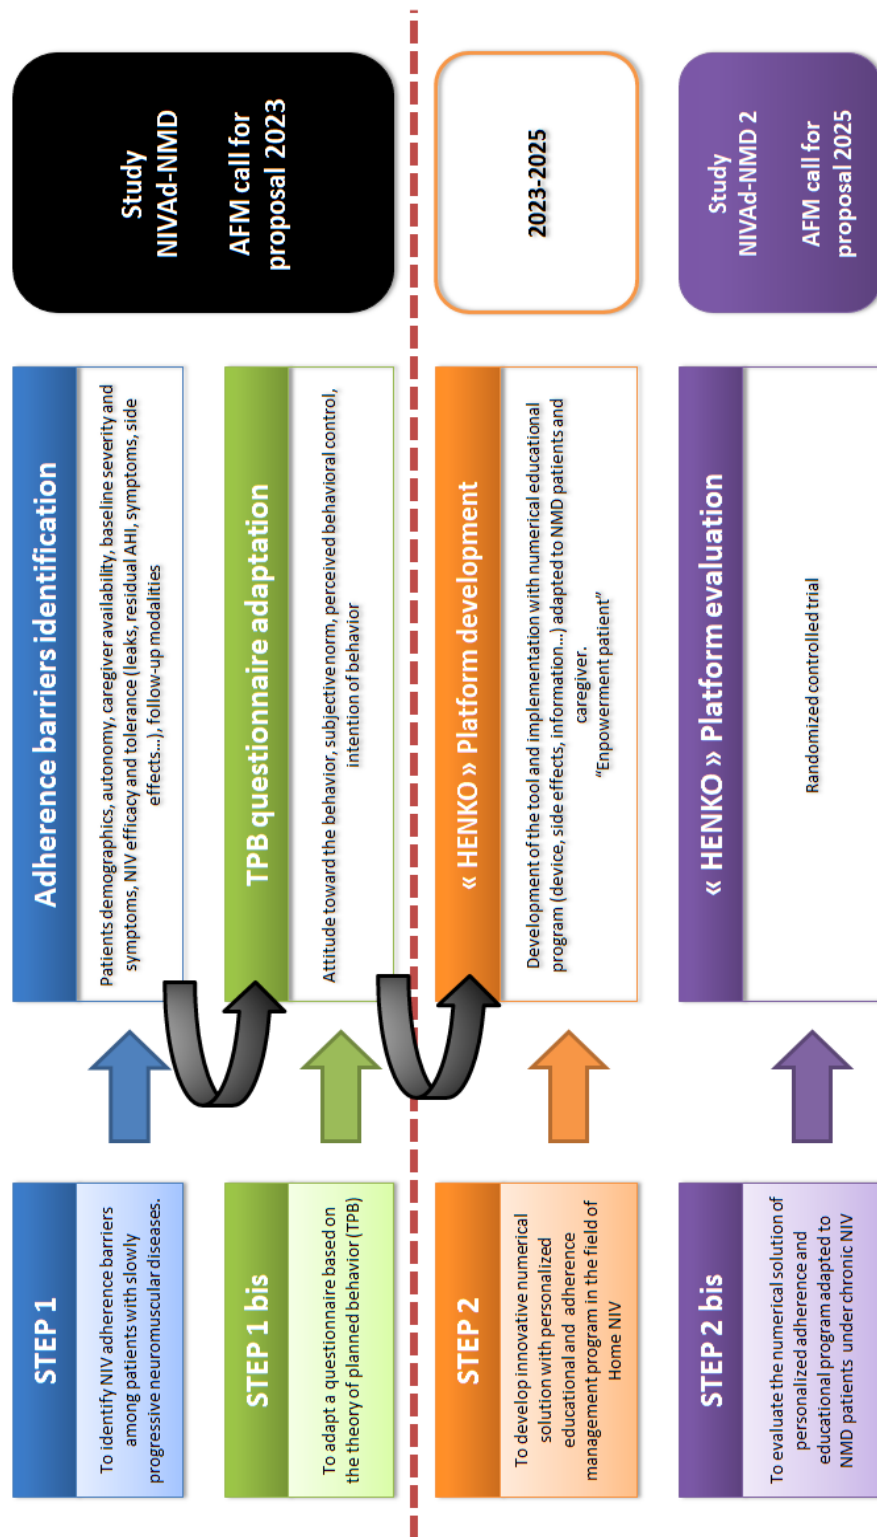 STEP 1
To identify NIV adherence barriers
among patients with slowly
progressive neuromuscular diseases.
Adherence barriers identification
Patients demographics, autonomy, caregiver availability, baseline severity and
symptoms, NIV efficacy and tolerance (leaks, residual AHI, symptoms, side
effects...), follow-up modalities
Study
NIVAd-NMD
AFM call for
proposal 2023
STEP 1 bis
To adapt a questionnaire based on
the theory of planned behavior (TPB)
TPB questionnaire adaptation
Attitude toward the behavior, subjective norm, perceived behavioral control,
intention of behavior
STEP 2
To develop innovative numerical
solution with personalized
educational and adherence
management program in the field of
Home NIV
« HENKO » Platform development
Development of the tool and implementation with numerical educational
program (device, side effects, information...) adapted to NMD patients and
caregiver.
“Enpowerment patient”
2023-2025
STEP 2 bis
To evaluate the numerical solution of
personalized adherence and
educational program adapted to
NMD patients under chronic NIV
« HENKO » Platform evaluation
Randomized controlled trial
Study
NIVAd-NMD 2
AFM call for
proposal 2025